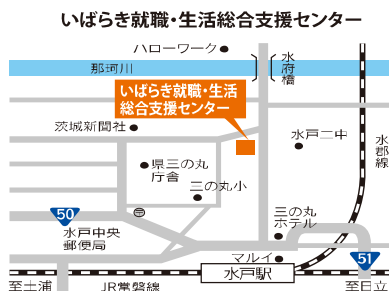 いばらき就職・生活総合支援センター
ハローワーク
那珂川
水府橋
いばらき就職・生活
総合支援センター
茨城新聞社
水戸二中
水郡線
県三の丸
庁舎
三の丸小
50
三の丸
ホテル
水戸中央
郵便局
マルイ
51
水戸駅
至土浦
JR常磐線
至日立